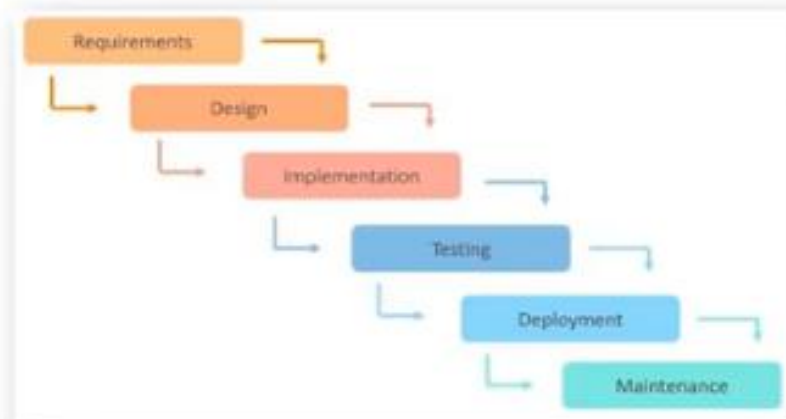 Requirements
Design
Implementation
Testing
Deployment
Maintenance